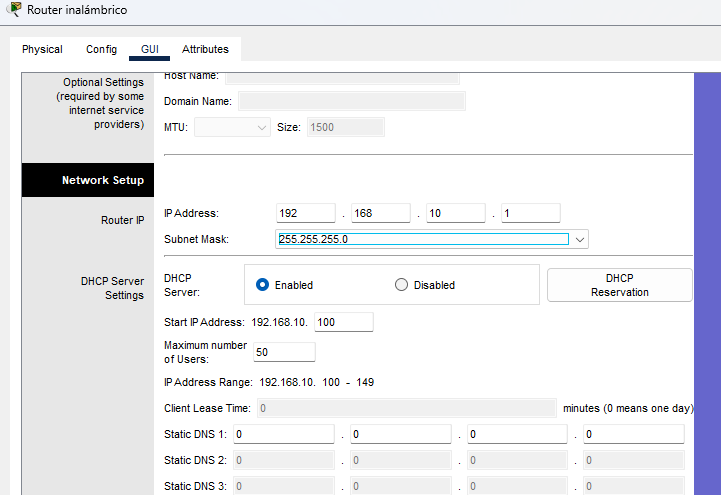 Router inalámbrico
Physical Config GUI Attributes
Optional Settings
(required by some
internet service
providers)
Host Name:
Domain Name:
MTU: Size: 1500
Network Setup
Router IP
IP Address: 192 . 168 . 10 . 1
Subnet Mask: 255.255.255.0
DHCP Server
Settings
DHCP
Server:
Enabled Disabled
DHCP
Reservation
Start IP Address: 192.168.10. 100
Maximum number
of Users:
50
IP Address Range: 192.168.10. 100 - 149
Client Lease Time: 0 minutes (0 means one day)
Static DNS 1: 0 . 0 . 0 . 0
Static DNS 2: 0 . 0 . 0 . 0
Static DNS 3: 0 . 0 . 0 . 0